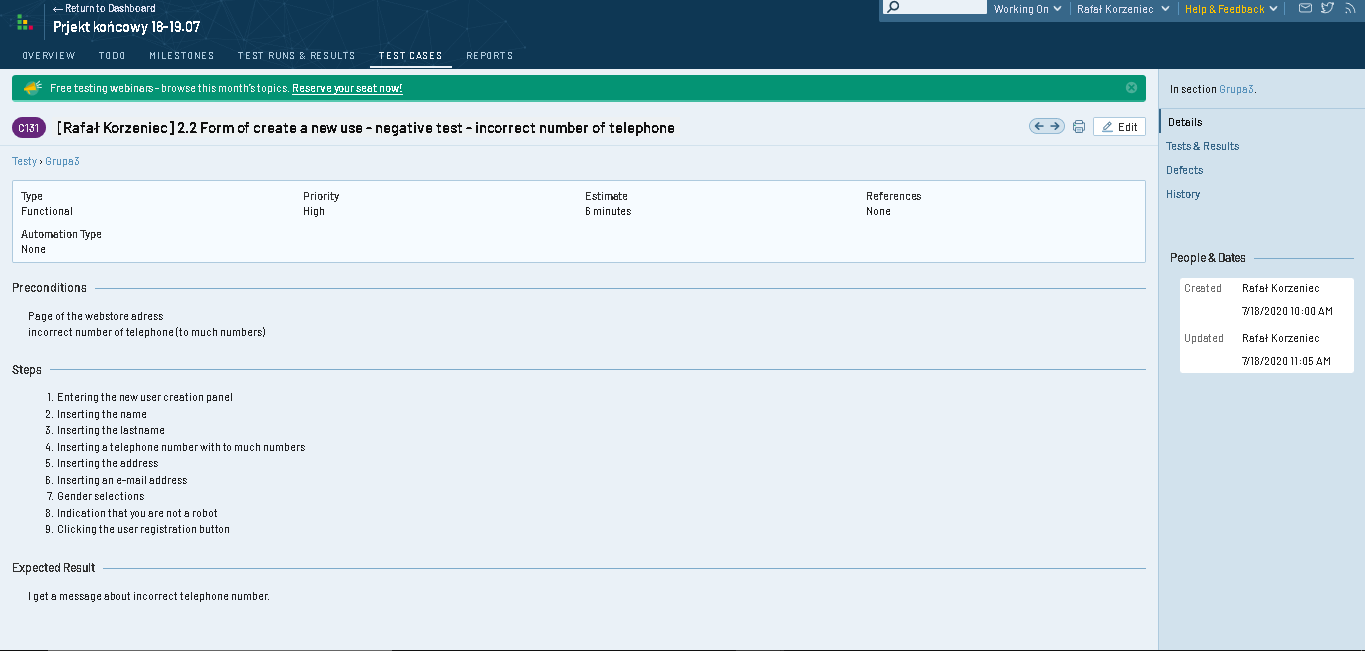 ← Return to Dashboard
Prjekt końcowy 18-19.07
Working On
Rafał Korzeniec
Help & Feedback
OVERVIEW TODO MILESTONES TEST RUNS & RESULTS TEST CASES REPORTS
Free testing webinars - browse this month's topics. Reserve your seat now!
C131 [Rafał Korzeniec] 2.2 Form of create a new use - negative test - incorrect number of telephone
Edit
Testy › Grupa3
Type
Functional
Priority
High
Estimate
6 minutes
References
None
Automation Type
None
Preconditions
Page of the webstore adress
incorrect number of telephone (to much numbers)
Steps
1. Entering the new user creation panel
2. Inserting the name
3. Inserting the lastname
4. Inserting a telephone number with to much numbers
5. Inserting the address
6. Inserting an e-mail address
7. Gender selections
8. Indication that you are not a robot
9. Clicking the user registration button
Expected Result
I get a message about incorrect telephone number.
In section Grupa3.
Details
Tests & Results
Defects
History
People & Dates
Created Rafał Korzeniec
7/18/2020 10:00 AM
Updated Rafał Korzeniec
7/18/2020 11:05 AM